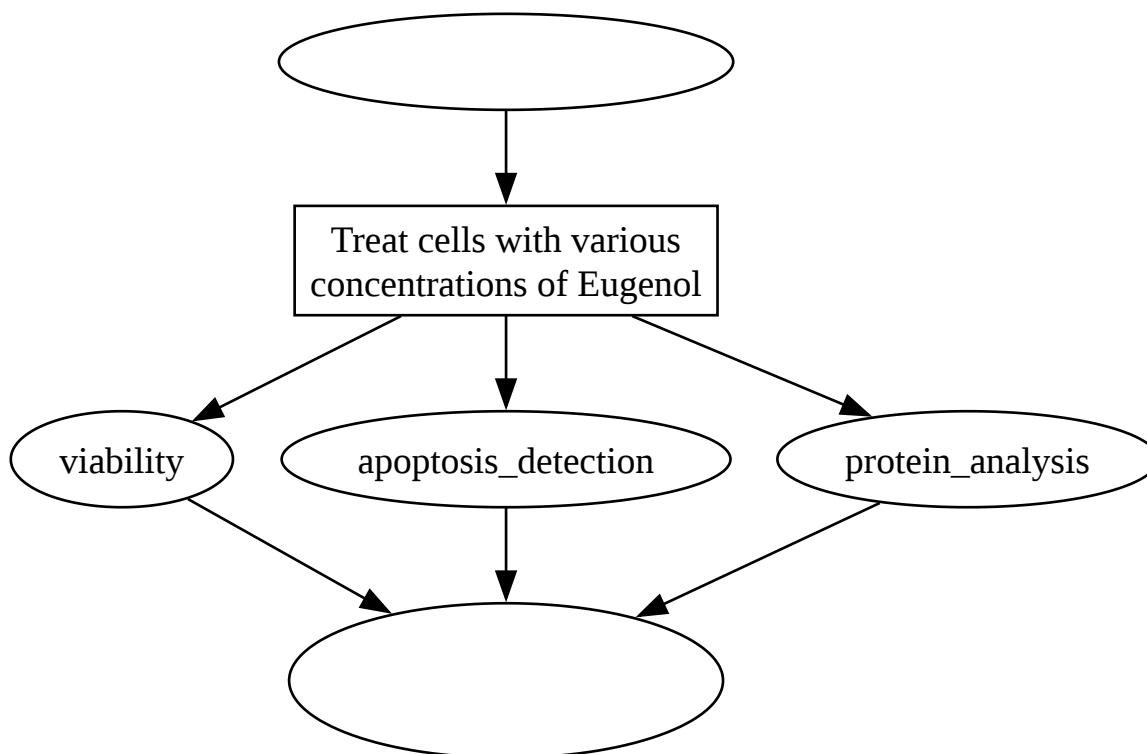 Treat cells with various
concentrations of Eugenol
viability
apoptosis_detection
protein_analysis